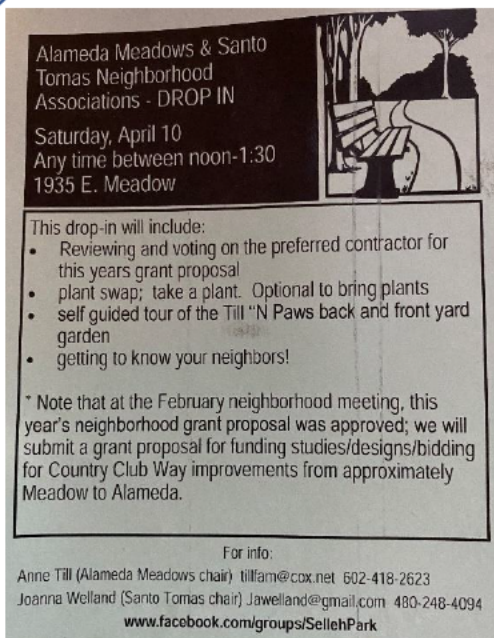 Alameda Meadows & Santo
Tomas Neighborhood
Associations - DROP IN
Saturday, April 10
Any time between noon-1:30
1935 E. Meadow
This drop-in will include:
• Reviewing and voting on the preferred contractor for
this years grant proposal
• plant swap; take a plant. Optional to bring plants
• self guided tour of the Till "N Paws back and front yard
garden
• getting to know your neighbors!
* Note that at the February neighborhood meeting, this
year's neighborhood grant proposal was approved; we will
submit a grant proposal for funding studies/designs/bidding
for Country Club Way improvements from approximately
Meadow to Alameda.
For info:
Anne Till (Alameda Meadows chair) tillfam@cox.net 602-418-2623
Joanna Welland (Santo Tomas chair) Jawelland@gmail.com 480-248-4094
www.facebook.com/groups/SellehPark